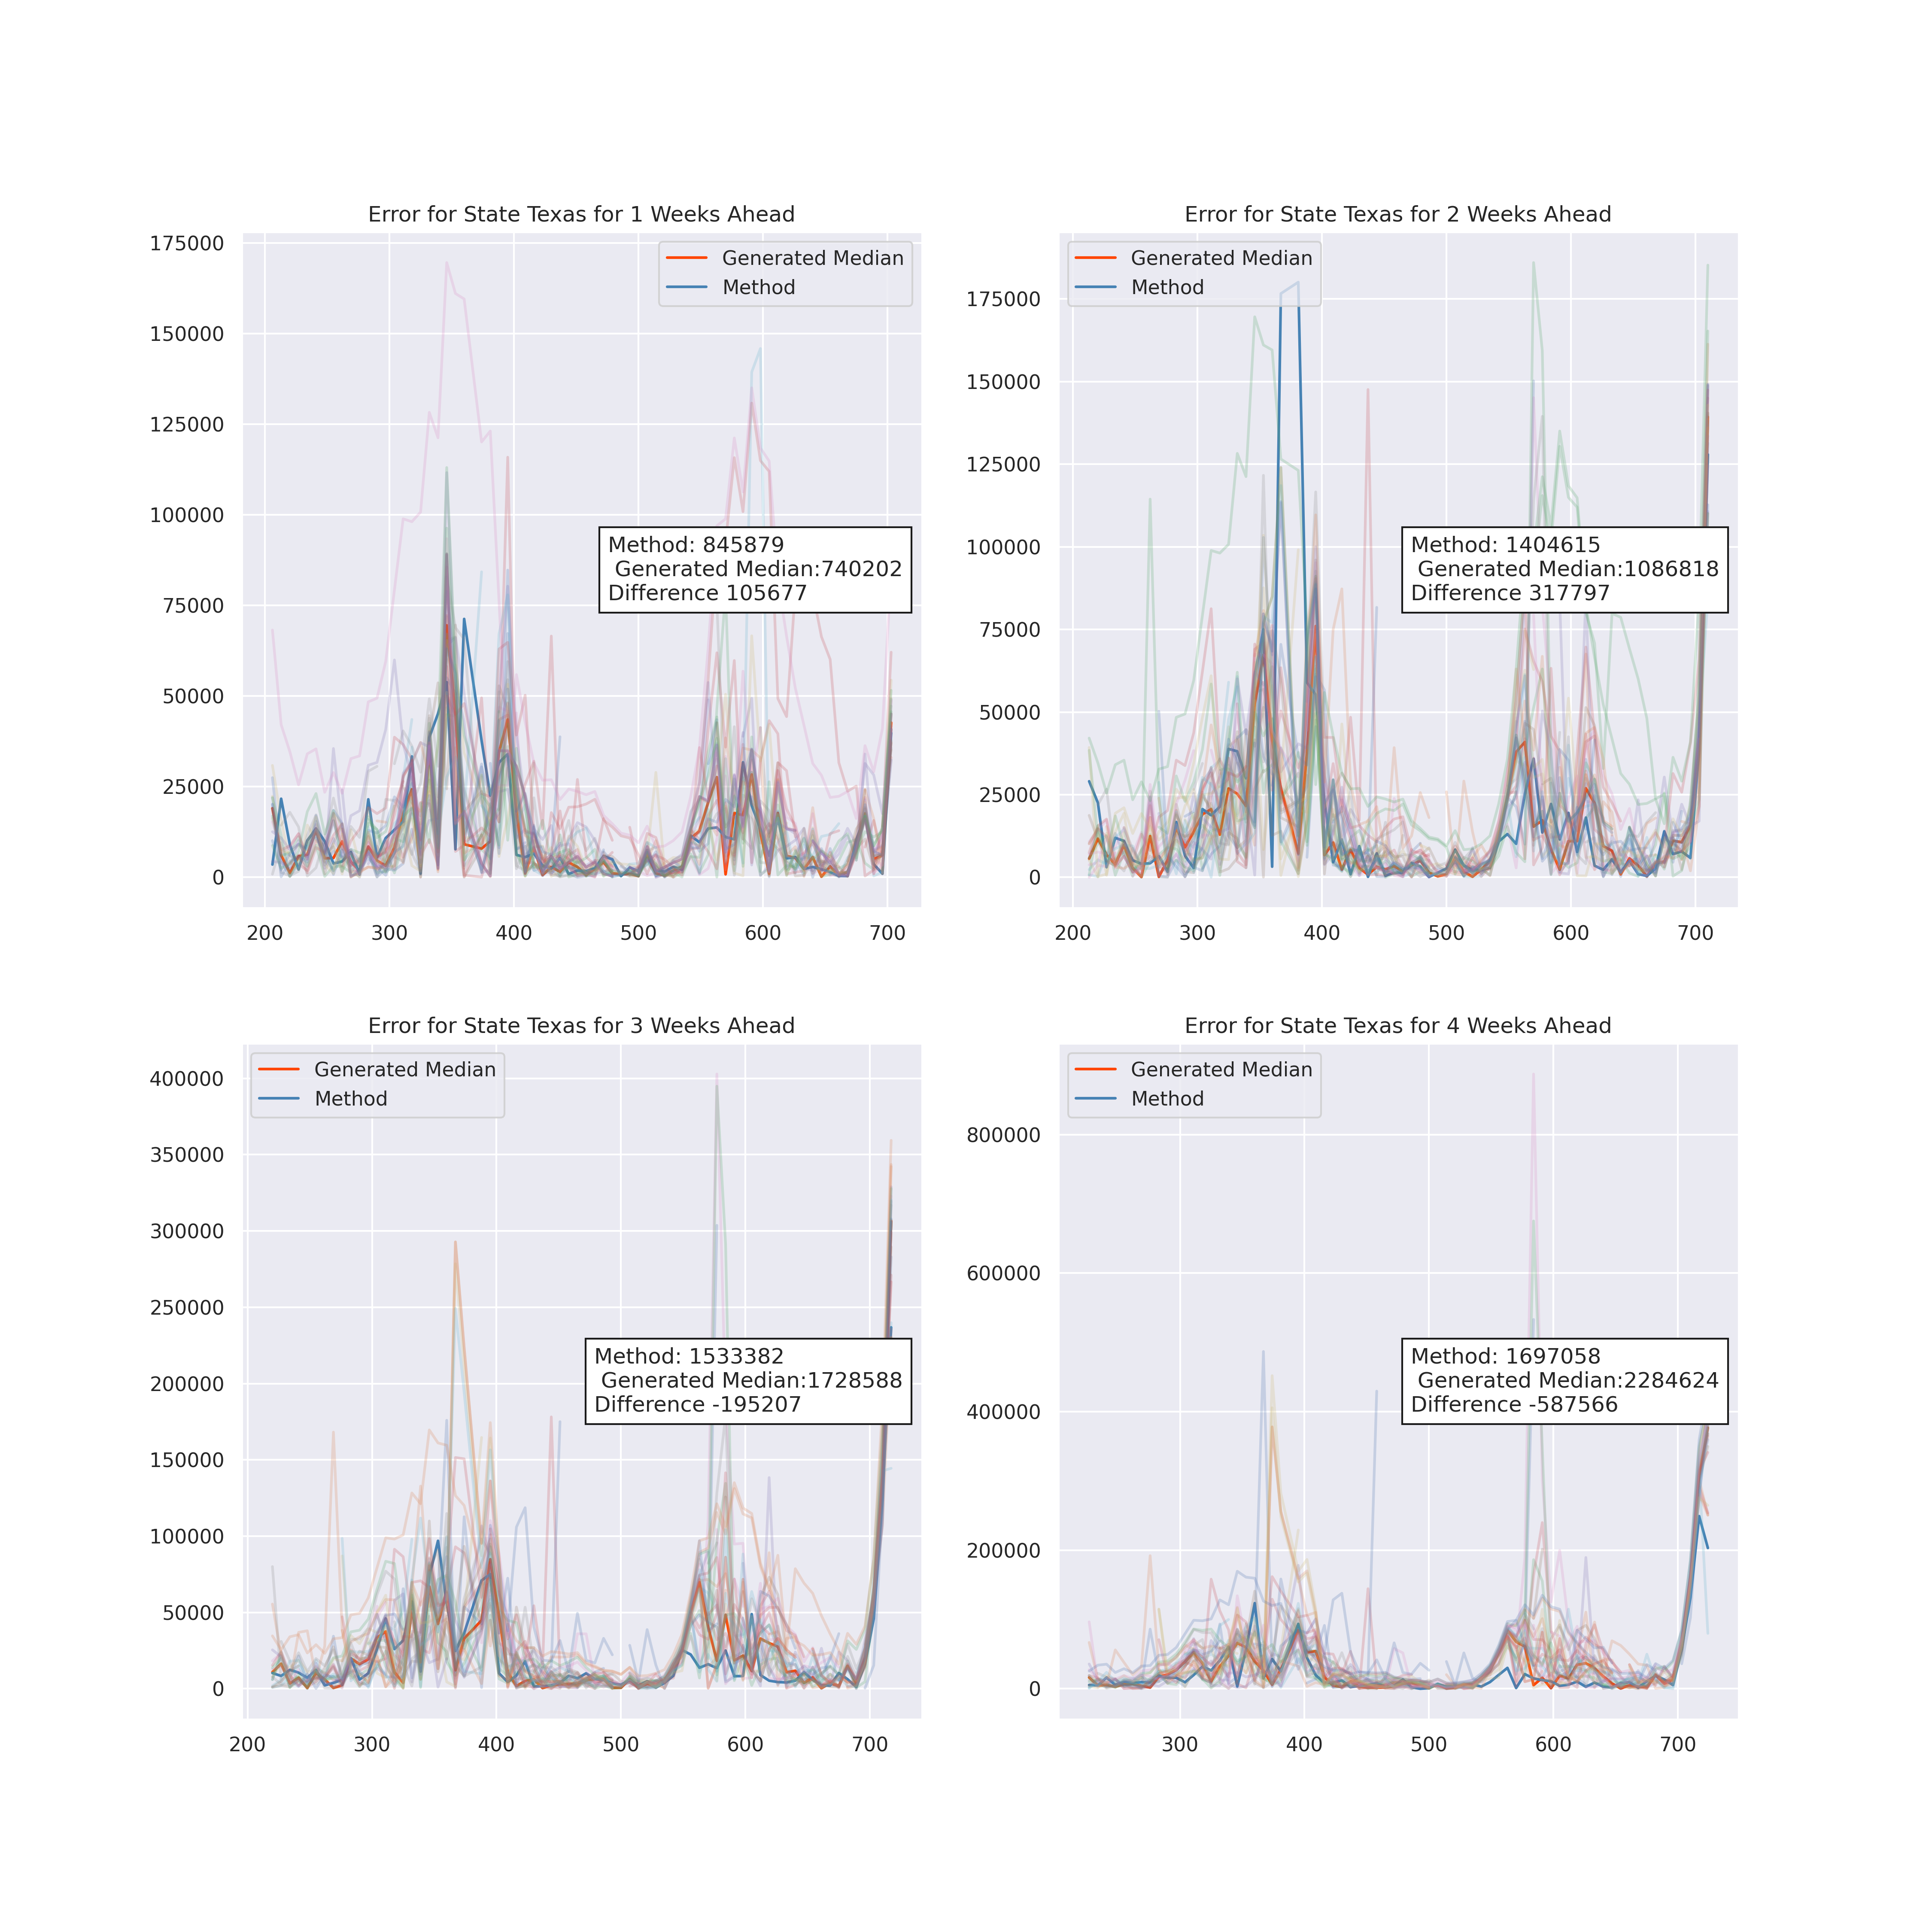 Error for State Texas for 1 Weeks Ahead
175000
150000
125000
100000
75000
50000
25000
0
200 300 400 500 600 700
Generated Median
Method
Method: 845879
Generated Median:740202
Difference 105677
Error for State Texas for 2 Weeks Ahead
175000
150000
125000
100000
75000
50000
25000
0
200 300 400 500 600 700
Generated Median
Method
Method: 1404615
Generated Median:1086818
Difference 317797
Error for State Texas for 3 Weeks Ahead
400000
350000
300000
250000
200000
150000
100000
50000
0
200 300 400 500 600 700
Generated Median
Method
Method: 1533382
Generated Median:1728588
Difference -195207
Error for State Texas for 4 Weeks Ahead
800000
600000
400000
200000
0
300 400 500 600 700
Generated Median
Method
Method: 1697058
Generated Median:2284624
Difference -587566